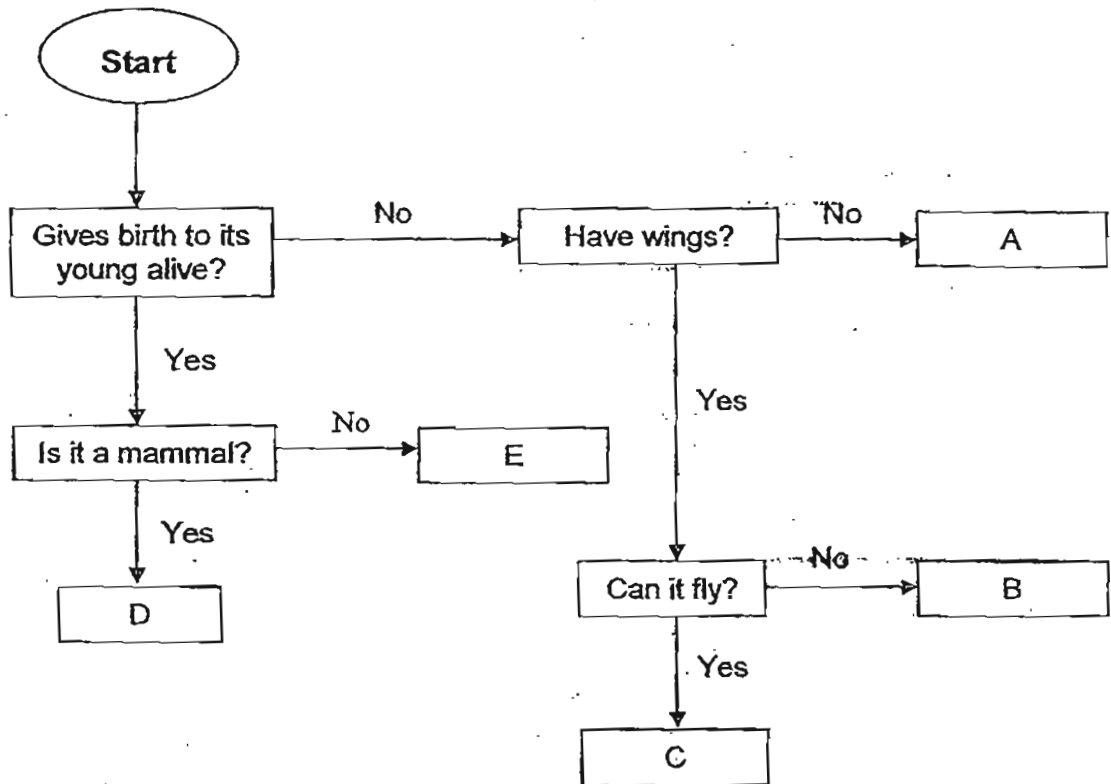 Start
Gives birth to its
young alive?
No
Have wings?
No
A
Yes
Yes
Is it a mammal?
No
E
Yes
D
Can it fly?
No
B
Yes
C